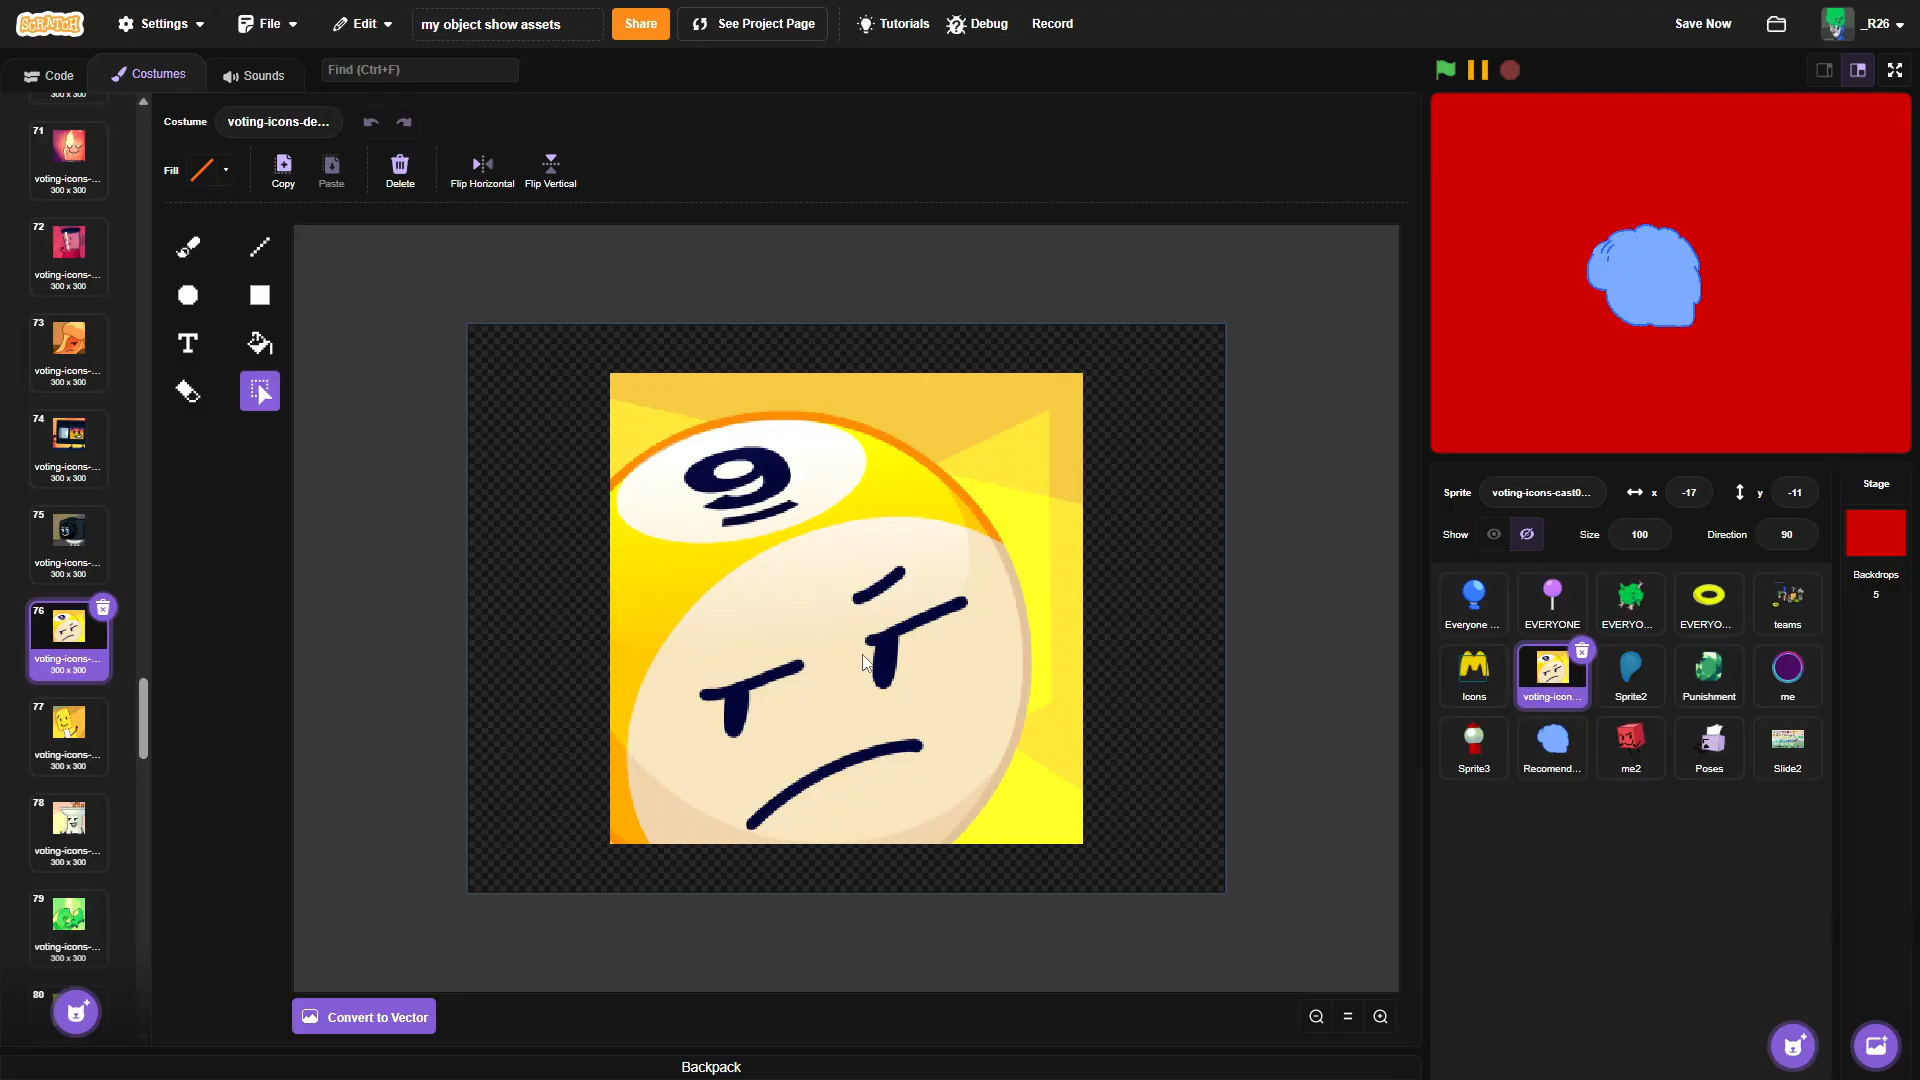 SCRATCH
Settings
File
Edit
my object show assets
Share
See Project Page
Tutorials
Debug
Record
Save Now
_R26
Code
Costumes
Sounds
Find (Ctrl+F)
300 x 300
71
voting-icons-...
300 x 300
72
voting-icons-...
300 x 300
73
voting-icons-...
300 x 300
74
voting-icons-...
300 x 300
75
voting-icons-...
300 x 300
76
voting-icons-...
300 x 300
77
voting-icons-...
300 x 300
78
voting-icons-...
300 x 300
79
voting-icons-...
300 x 300
80
Costume
voting-icons-de...
Fill
Copy
Paste
Delete
Flip Horizontal
Flip Vertical
T
9
Convert to Vector
Backpack
Sprite
voting-icons-cast0...
x
-17
y
-11
Show
Size
100
Direction
90
Everyone ...
EVERYONE
EVERYO...
EVERYO...
teams
Icons
voting-icon...
Sprite2
Punishment
me
Sprite3
Recomend...
me2
Poses
Slide2
Stage
Backdrops
5